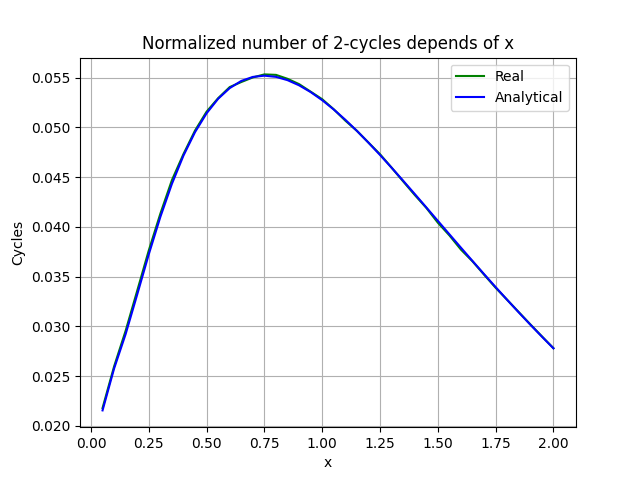 Normalized number of 2-cycles depends of x
Real
Analytical
0.055
0.050
0.045
0.040
0.035
0.030
0.025
0.020
Cycles
0.00 0.25 0.50 0.75 1.00 1.25 1.50 1.75 2.00
x